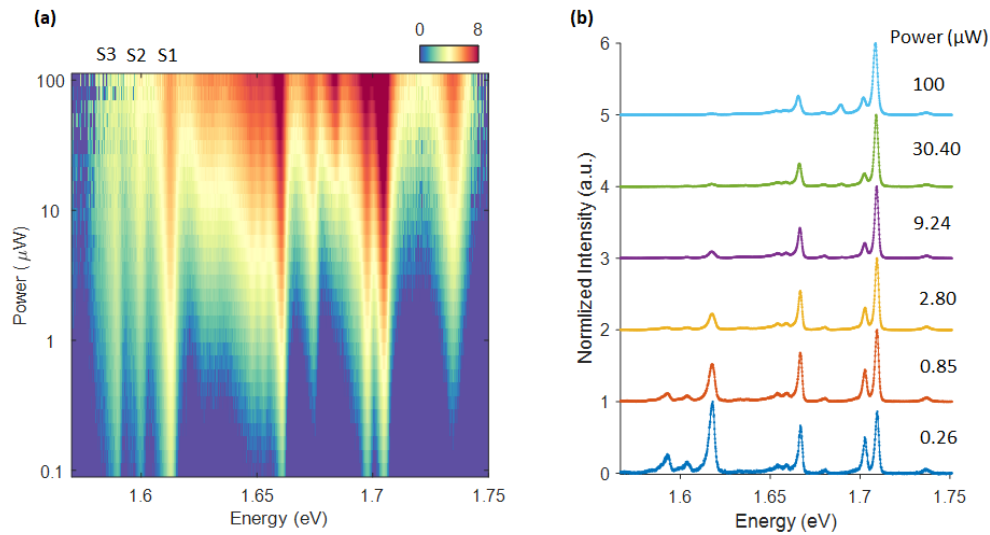 (a)
0 8
S3 S2 S1
100
10
1
0.1
Power ( μW)
1.6 1.65 1.7 1.75
Energy (eV)
(b)
Power (μW)
6
5
4
3
2
1
0
100
30.40
9.24
2.80
0.85
0.26
Normlized Intensity (a.u.)
1.6 1.65 1.7 1.75
Energy (eV)